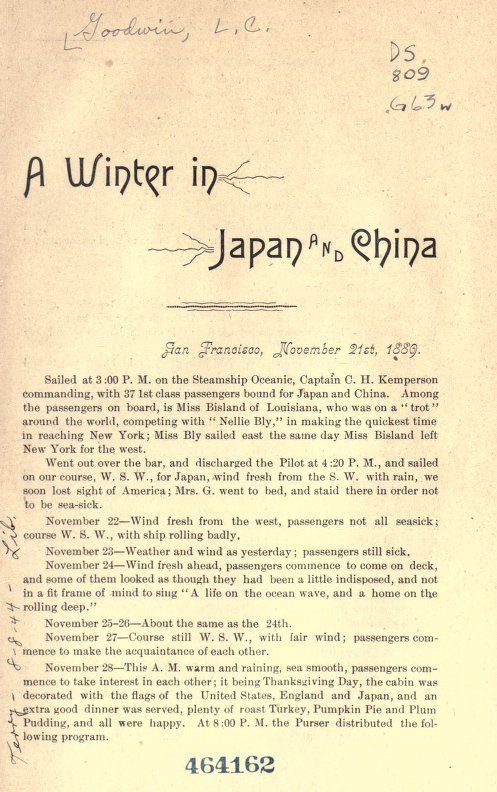 Goodwin, L. C.
DS.
809
.G63w
A Winter in
Japan AND China
San Francisco, November 21st, 1889.
Sailed at 3:00 P. M. on the Steamship Oceanic, Captain C. H. Kemperson
commanding, with 37 1st class passengers bound for Japan and China. Among
the passengers on board, is Miss Bisland of Louisiana, who was on a "trot"
around the world, competing with "Nellie Bly," in making the quickest time
in reaching New York; Miss Bly sailed east the same day Miss Bisland left
New York for the west.
Went out over the bar, and discharged the Pilot at 4:20 P. M., and sailed
on our course, W. S. W., for Japan, wind fresh from the S. W. with rain, we
soon lost sight of America; Mrs. G. went to bed, and staid there in order not
to be sea-sick.
November 22—Wind fresh from the west, passengers not all seasick;
course W. S. W., with ship rolling badly.
November 23—Weather and wind as yesterday; passengers still sick.
November 24—Wind fresh ahead, passengers commence to come on deck,
and some of them looked as though they had been a little indisposed, and not
in a fit frame of mind to sing "A life on the ocean wave, and a home on the
rolling deep."
November 25-26—About the same as the 24th.
November 27—Course still W. S. W., with fair wind; passengers com-
mence to make the acquaintance of each other.
November 28—This A. M. warm and raining, sea smooth, passengers com-
mence to take interest in each other; it being Thanksgiving Day, the cabin was
decorated with the flags of the United States, England and Japan, and an
extra good dinner was served, plenty of roast Turkey, Pumpkin Pie and Plum
Pudding, and all were happy. At 8:00 P. M. the Purser distributed the fol-
lowing program.
464162
Terry - 8-8-44 - Lib.